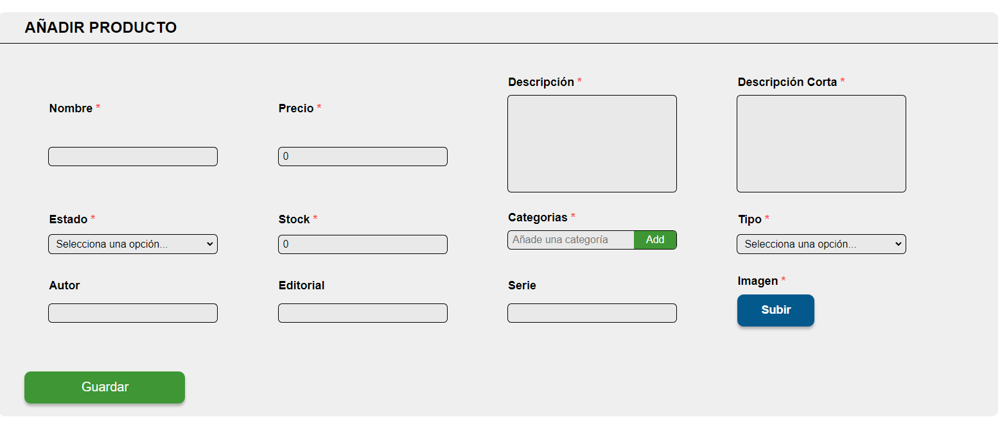 AÑADIR PRODUCTO
Nombre *
Precio *
0
Descripción *
Descripción Corta *
Estado *
Selecciona una opción...
Stock *
0
Categorias *
Añade una categoría
Add
Tipo *
Selecciona una opción...
Autor
Editorial
Serie
Imagen *
Subir
Guardar